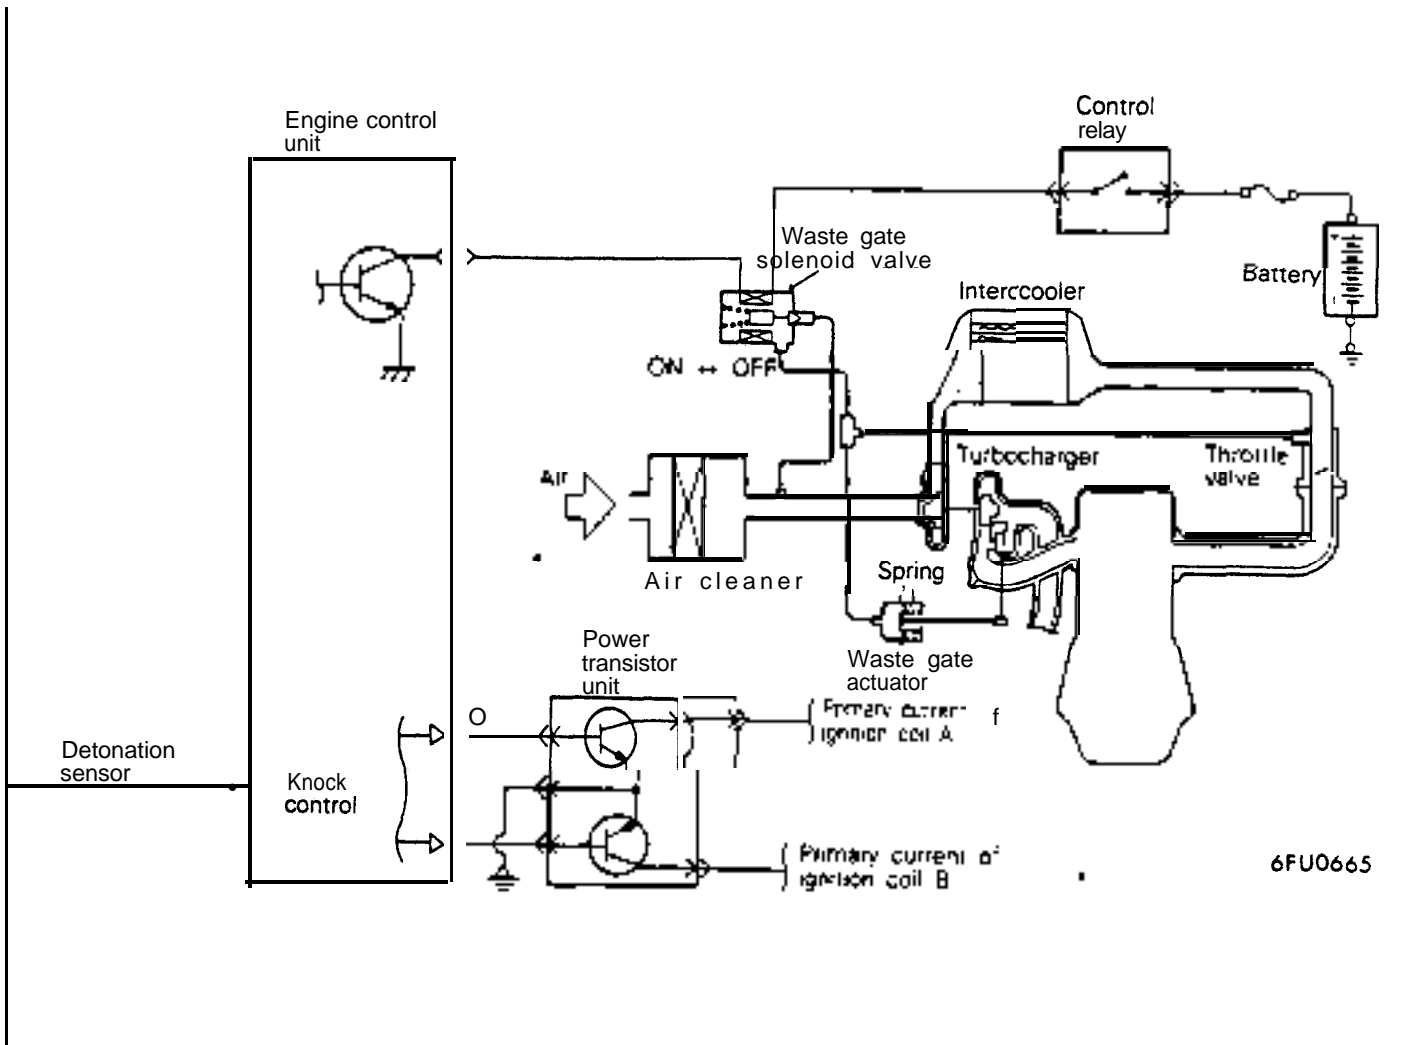 Engine control
unit
Control
relay
Waste gate
solenoid valve
Battery
Interccooler
ON ↔ OFF
Turbocharger
Throttle
valve
Air
Air cleaner
Spring
Power
transistor
unit
Waste gate
actuator
O
Primary current f
ignition coil A
Detonation
sensor
Knock
control
Primary current of
ignition coil B
6FU0665